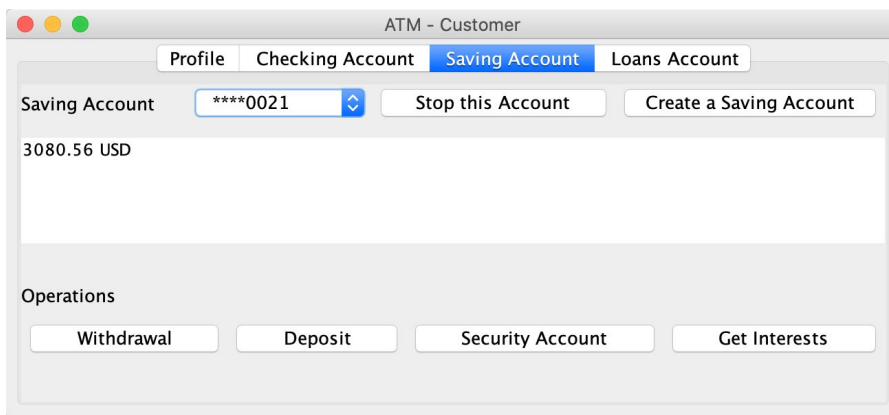 ATM - Customer
Profile Checking Account Saving Account Loans Account
Saving Account ****0021 Stop this Account Create a Saving Account
3080.56 USD
Operations
Withdrawal Deposit Security Account Get Interests